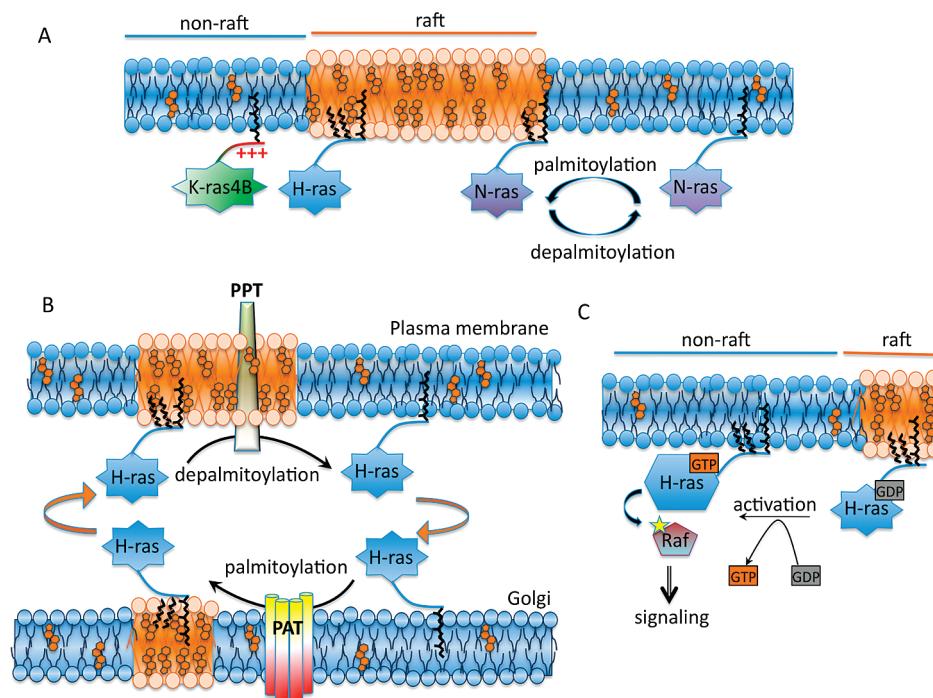 A
non-raft
raft
+++
K-ras4B
H-ras
N-ras
palmitoylation
N-ras
depalmitoylation
B
PPT
Plasma membrane
H-ras
depalmitoylation
H-ras
H-ras
palmitoylation
H-ras
Golgi
PAT
C
non-raft
raft
GTP
H-ras
GDP
H-ras
Raf
activation
GTP
GDP
signaling